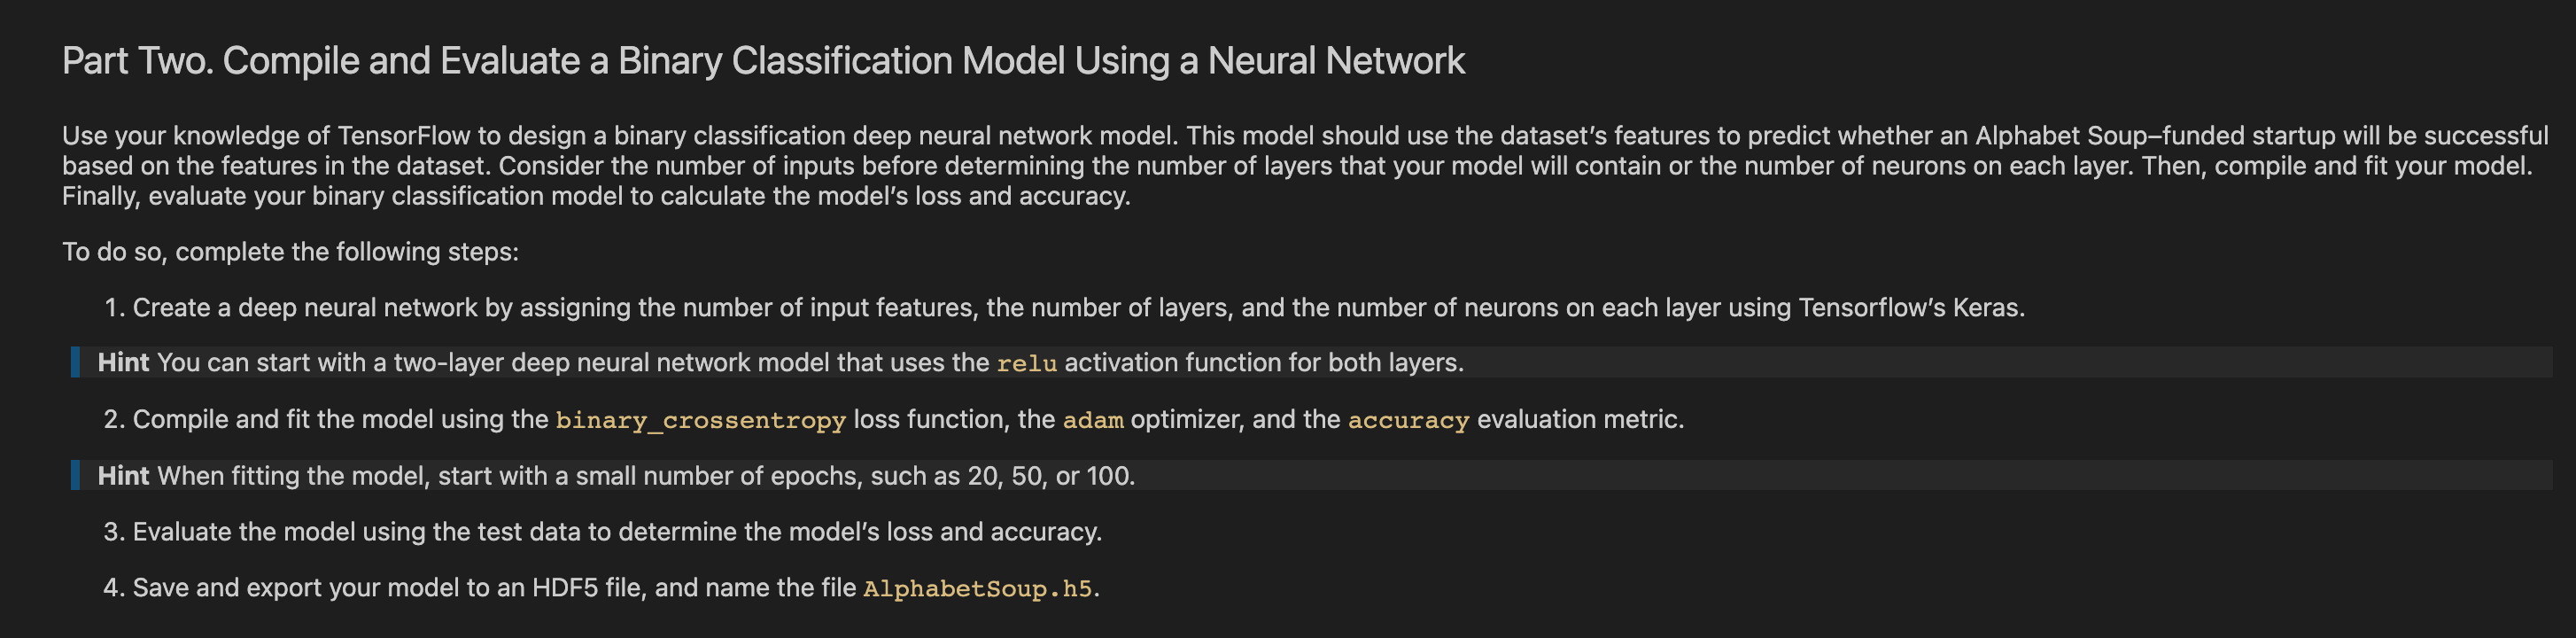 Part Two. Compile and Evaluate a Binary Classification Model Using a Neural Network
Use your knowledge of TensorFlow to design a binary classification deep neural network model. This model should use the dataset’s features to predict whether an Alphabet Soup–funded startup will be successful
based on the features in the dataset. Consider the number of inputs before determining the number of layers that your model will contain or the number of neurons on each layer. Then, compile and fit your model.
Finally, evaluate your binary classification model to calculate the model’s loss and accuracy.
To do so, complete the following steps:
1. Create a deep neural network by assigning the number of input features, the number of layers, and the number of neurons on each layer using Tensorflow’s Keras.
Hint You can start with a two-layer deep neural network model that uses the relu activation function for both layers.
2. Compile and fit the model using the binary_crossentropy loss function, the adam optimizer, and the accuracy evaluation metric.
Hint When fitting the model, start with a small number of epochs, such as 20, 50, or 100.
3. Evaluate the model using the test data to determine the model’s loss and accuracy.
4. Save and export your model to an HDF5 file, and name the file AlphabetSoup.h5.